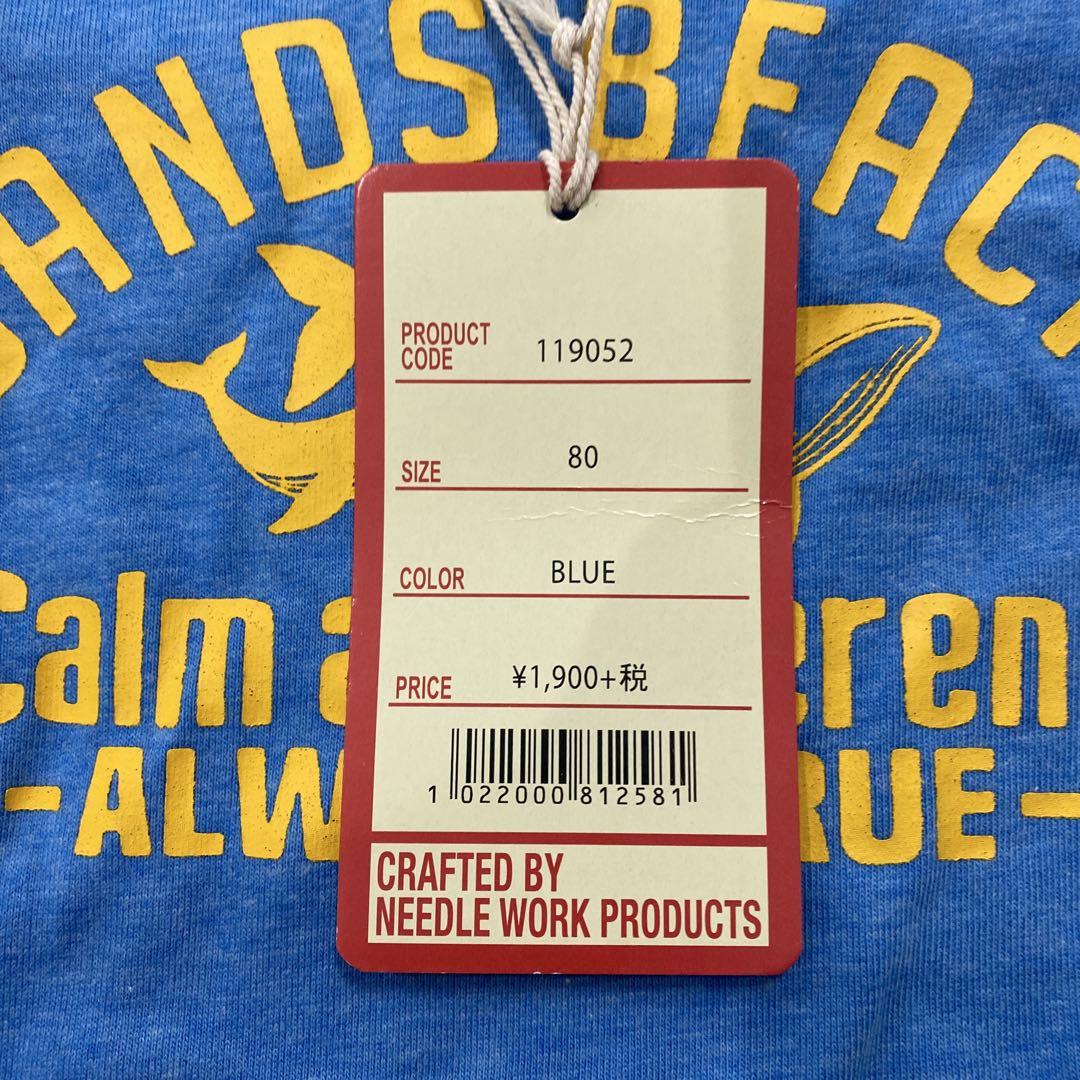 ANDS BEAC
PRODUCT
CODE 119052
SIZE 80
COLOR BLUE
PRICE ¥1,900+税
1 022000 812581
CRAFTED BY
NEEDLE WORK PRODUCTS
Calm a eren
-ALW RUE-